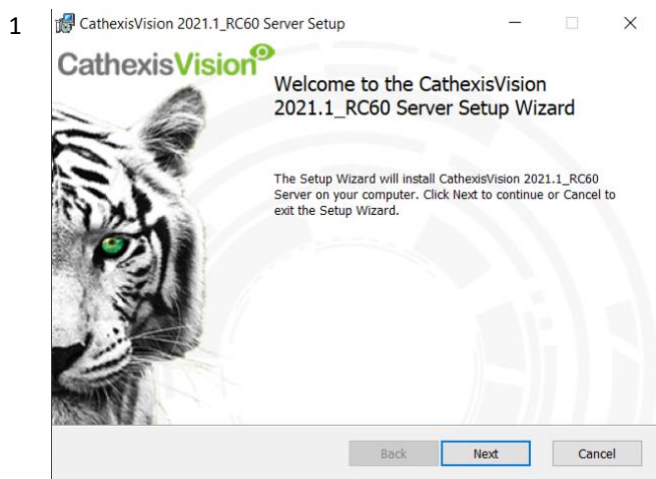 1
CathexisVision 2021.1_RC60 Server Setup
CathexisVision
Welcome to the CathexisVision
2021.1_RC60 Server Setup Wizard
The Setup Wizard will install CathexisVision 2021.1_RC60
Server on your computer. Click Next to continue or Cancel to
exit the Setup Wizard.
Back Next Cancel